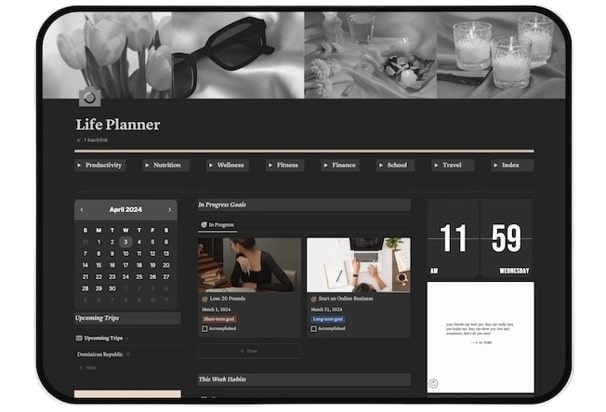 Life Planner
1 backlink
Productivity
Nutrition
Wellness
Fitness
Finance
School
Travel
Index
April 2024
S M T W T F S
31 1 2 3 4 5 6
7 8 9 10 11 12 13
14 15 16 17 18 19 20
21 22 23 24 25 26 27
28 29 30 1 2 3 4
5 6 7 8 9 10 11
Upcoming Trips
Upcoming Trips
Dominican Republic
+ New
In Progress Goals
In Progress
Lose 20 Pounds
March 1, 2024
Short-term goal
Accomplished
Start an Online Business
March 31, 2024
Long-term goal
Accomplished
+ New
This Week Habits
11 59
AM WEDNESDAY